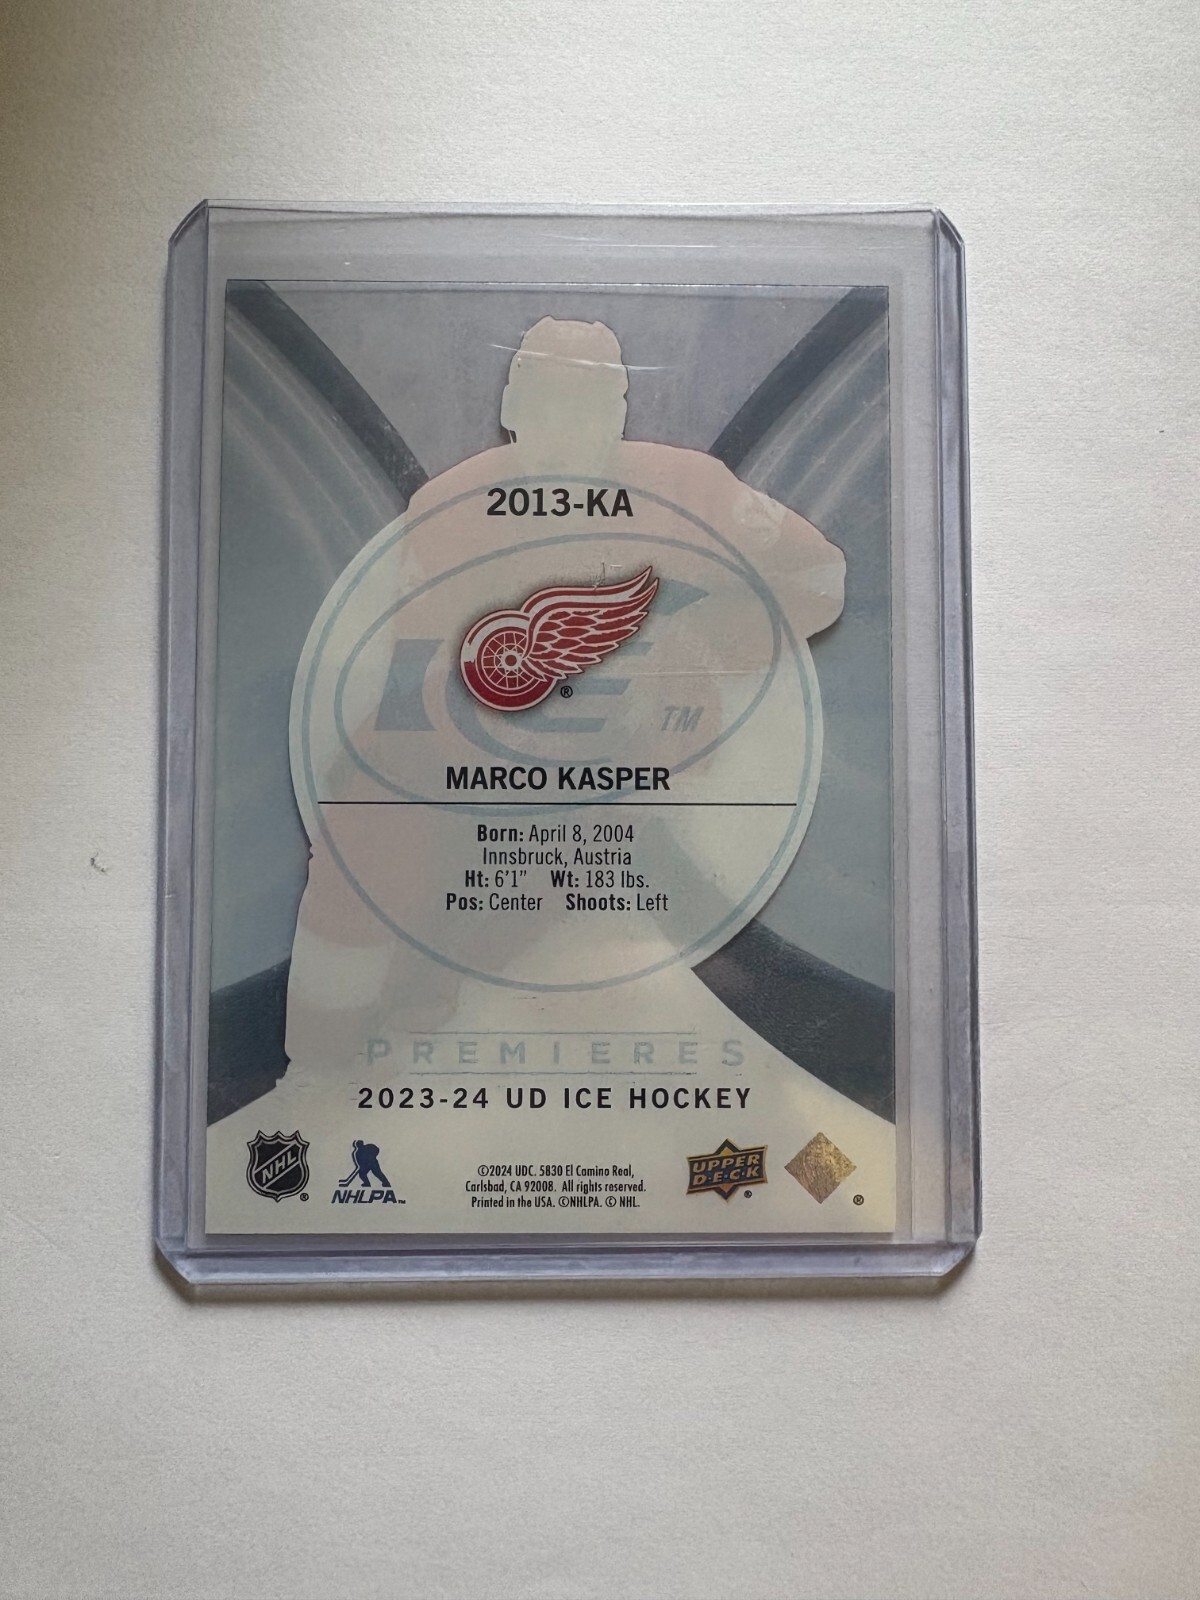 2013-KA
ICE
TM
®
MARCO KASPER
Born: April 8, 2004
Innsbruck, Austria
Ht: 6'1" Wt: 183 lbs.
Pos: Center Shoots: Left
PREMIERES
2023-24 UD ICE HOCKEY
NHL ®
NHLPA™
©2024 UDC. 5830 El Camino Real,
Carlsbad, CA 92008. All rights reserved.
Printed in the USA. ©NHLPA. © NHL.
UPPER
D·E·C·K ®
®